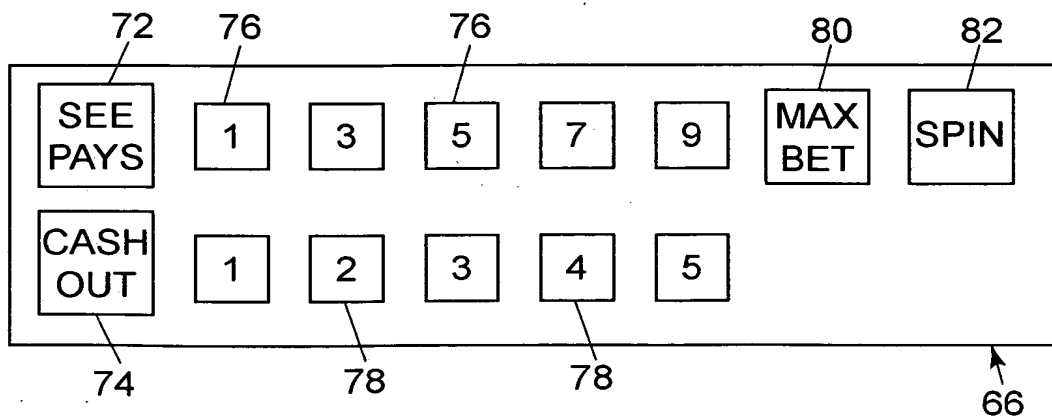 72 76 76 80 82
SEE
PAYS
1 3 5 7 9
MAX
BET
SPIN
CASH
OUT
1 2 3 4 5
74 78 78 66